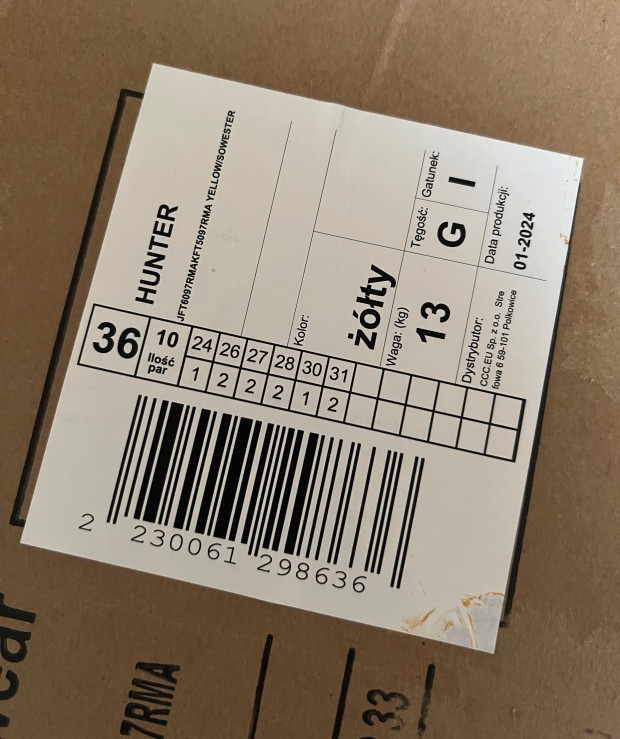 HUNTER
JFT6097RMAKFT5097RMA YELLOW/SOWESTER
36
10
ilość
par
24 26 27 28 30 31
1 2 2 2 1 2
Kolor:
żółty
Waga: (kg)
13
Tęgość:
G
Gatunek:
I
Dystrybutor:
CCC.EU Sp. z o.o. Stre
fowa 6 59-101 Polkowice
Data produkcji:
01-2024
2 230061 298636
7RMA
33